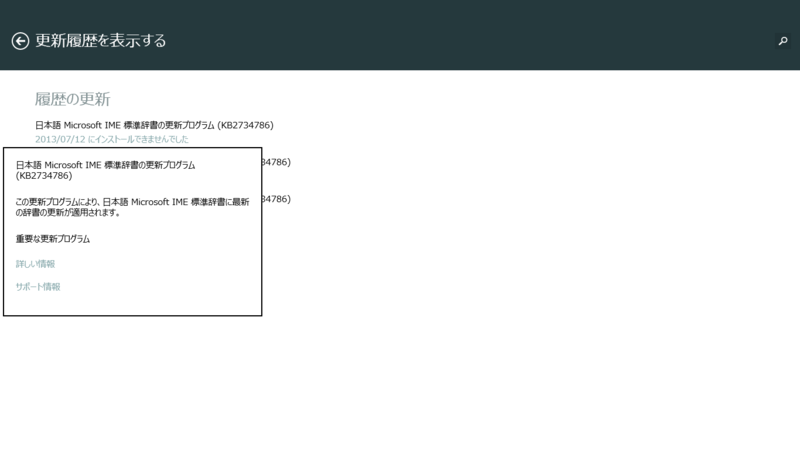 更新履歴を表示する
履歴の更新
日本語 Microsoft IME 標準辞書の更新プログラム (KB2734786)
2013/07/12 にインストールできませんでした
34786)
34786)
日本語 Microsoft IME 標準辞書の更新プログラム
(KB2734786)
この更新プログラムにより、日本語 Microsoft IME 標準辞書に最新
の辞書の更新が適用されます。
重要な更新プログラム
詳しい情報
サポート情報